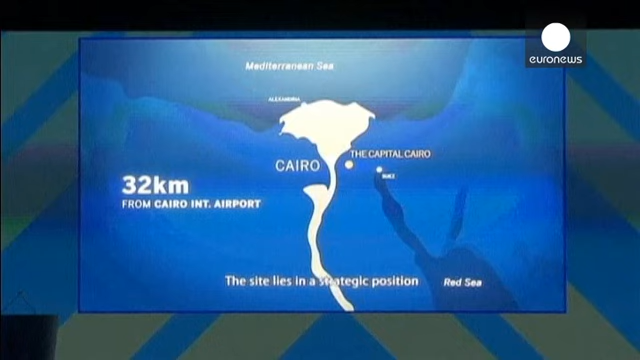 euronews
Mediterranean Sea
ALEXANDRIA
CAIRO
THE CAPITAL CAIRO
SUEZ
32km
FROM CAIRO INT. AIRPORT
The site lies in a strategic position
Red Sea